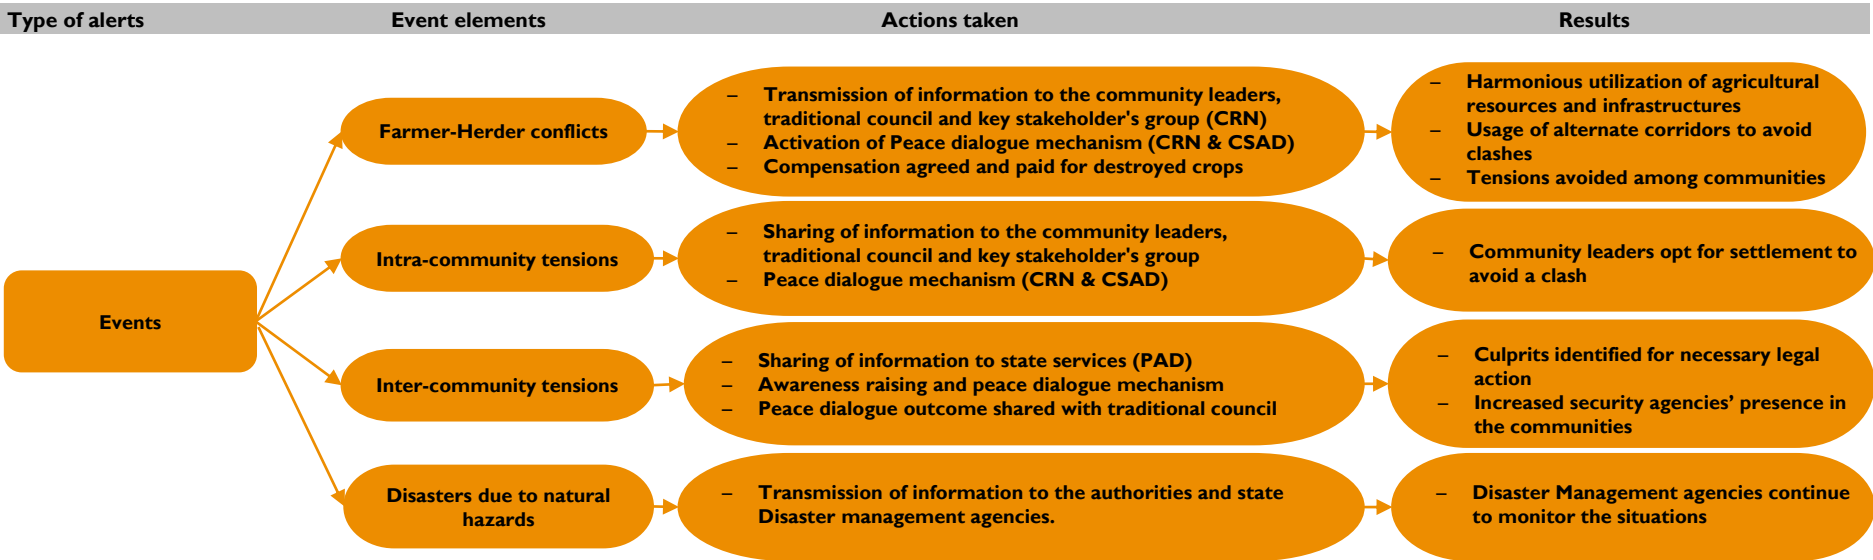 Type of alerts Event elements Actions taken Results
Farmer-Herder conflicts
– Transmission of information to the community leaders,
traditional council and key stakeholder's group (CRN)
– Activation of Peace dialogue mechanism (CRN & CSAD)
– Compensation agreed and paid for destroyed crops
– Harmonious utilization of agricultural
resources and infrastructures
– Usage of alternate corridors to avoid
clashes
– Tensions avoided among communities
Intra-community tensions
– Sharing of information to the community leaders,
traditional council and key stakeholder's group
– Peace dialogue mechanism (CRN & CSAD)
– Community leaders opt for settlement to
avoid a clash
Events
Inter-community tensions
– Sharing of information to state services (PAD)
– Awareness raising and peace dialogue mechanism
– Peace dialogue outcome shared with traditional council
– Culprits identified for necessary legal
action
– Increased security agencies’ presence in
the communities
Disasters due to natural
hazards
– Transmission of information to the authorities and state
Disaster management agencies.
– Disaster Management agencies continue
to monitor the situations